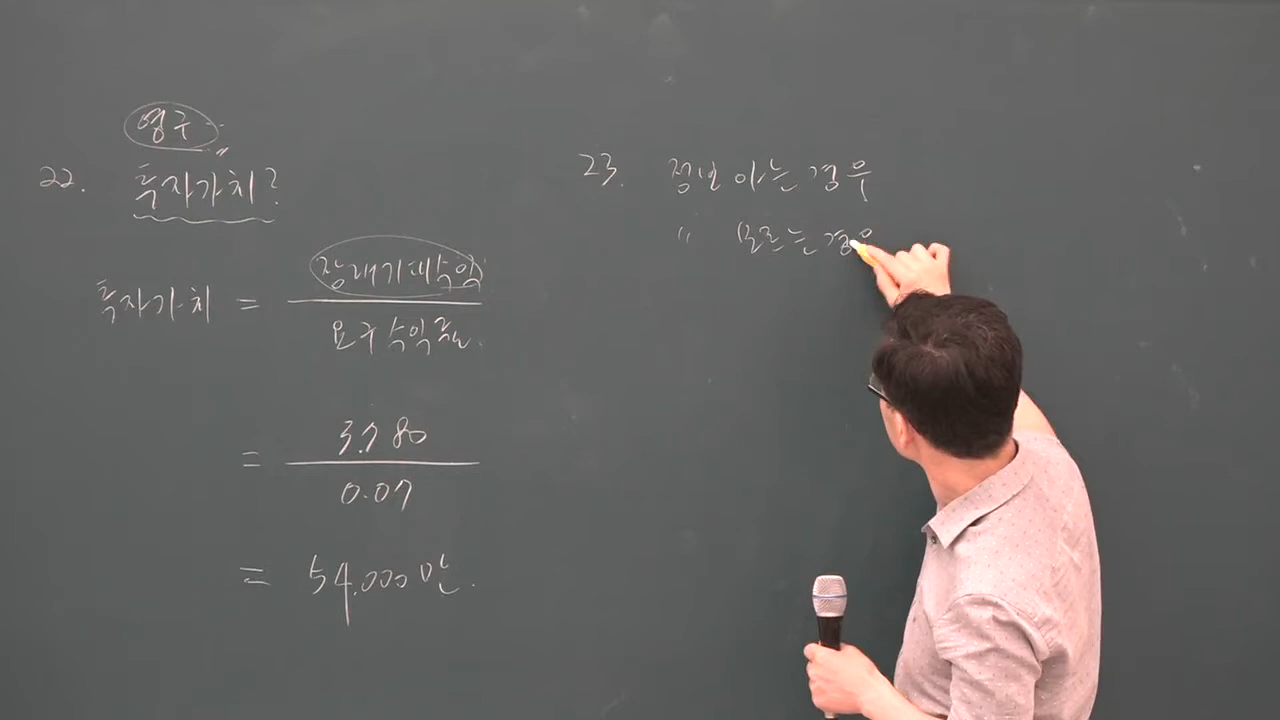 영구
22. 투자가치?
투자가치 = 장래기대수익 / 요구수익률.
= 3.780 / 0.07
= 54.000만.
23. 정보 아는 경우
" 모르는 경우